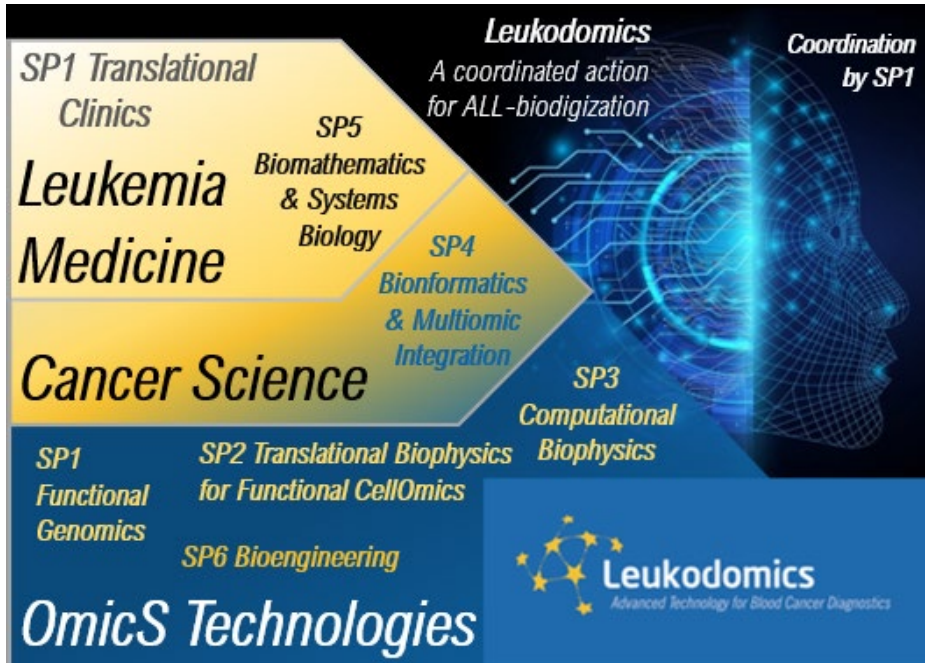 Leukodomics
A coordinated action
for ALL-biodigization
Coordination
by SP1
SP1 Translational
Clinics
Leukemia
Medicine
SP5
Biomathematics
& Systems
Biology
SP4
Bionformatics
& Multiomic
Integration
Cancer Science
SP3
Computational
Biophysics
SP1
Functional
Genomics
SP2 Translational Biophysics
for Functional CellOmics
SP6 Bioengineering
OmicS Technologies
Leukodomics
Advanced Technology for Blood Cancer Diagnostics